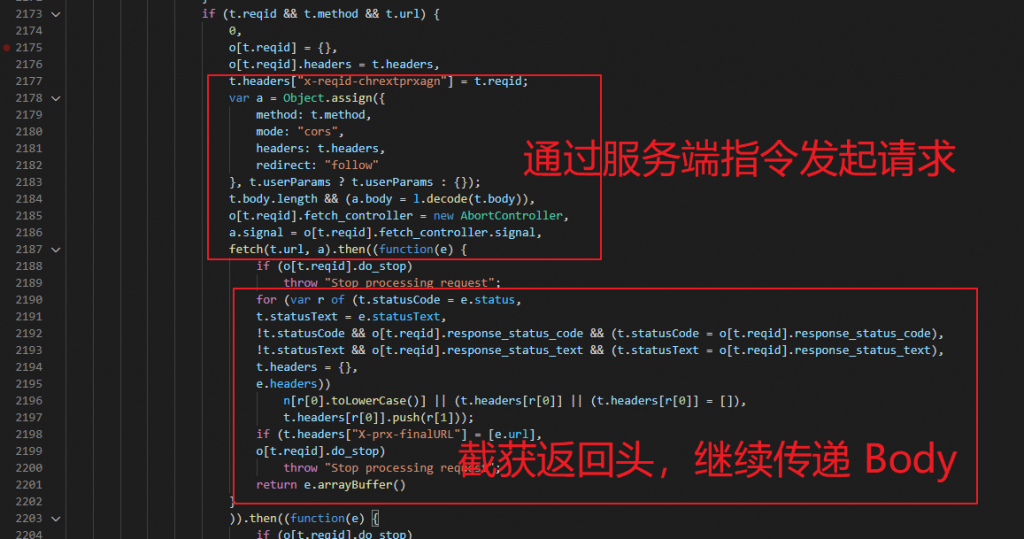 2173 if (t.reqid && t.method && t.url) {
2174 0,
2175 o[t.reqid] = {},
2176 o[t.reqid].headers = t.headers,
2177 t.headers["x-reqid-chrextprxagn"] = t.reqid;
2178 var a = Object.assign({
2179 method: t.method,
2180 mode: "cors",
2181 headers: t.headers,
2182 redirect: "follow"
2183 }, t.userParams ? t.userParams : {});
通过服务端指令发起请求
2184 t.body.length && (a.body = l.decode(t.body)),
2185 o[t.reqid].fetch_controller = new AbortController,
2186 a.signal = o[t.reqid].fetch_controller.signal,
2187 fetch(t.url, a).then((function(e) {
2188 if (o[t.reqid].do_stop)
2189 throw "Stop processing request";
2190 for (var r of (t.statusCode = e.status,
2191 t.statusText = e.statusText,
2192 !t.statusCode && o[t.reqid].response_status_code && (t.statusCode = o[t.reqid].response_status_code),
2193 !t.statusText && o[t.reqid].response_status_text && (t.statusText = o[t.reqid].response_status_text),
2194 t.headers = {},
2195 e.headers))
2196 n[r[0].toLowerCase()] || (t.headers[r[0]] || (t.headers[r[0]] = []),
2197 t.headers[r[0]].push(r[1]));
2198 if (t.headers["X-prx-finalURL"] = [e.url],
2199 o[t.reqid].do_stop)
2200 throw "Stop processing request";
截获返回头，继续传递 Body
2201 return e.arrayBuffer()
2202 }
2203 )).then((function(e) {
2204 if (o[t.reqid].do_stop)